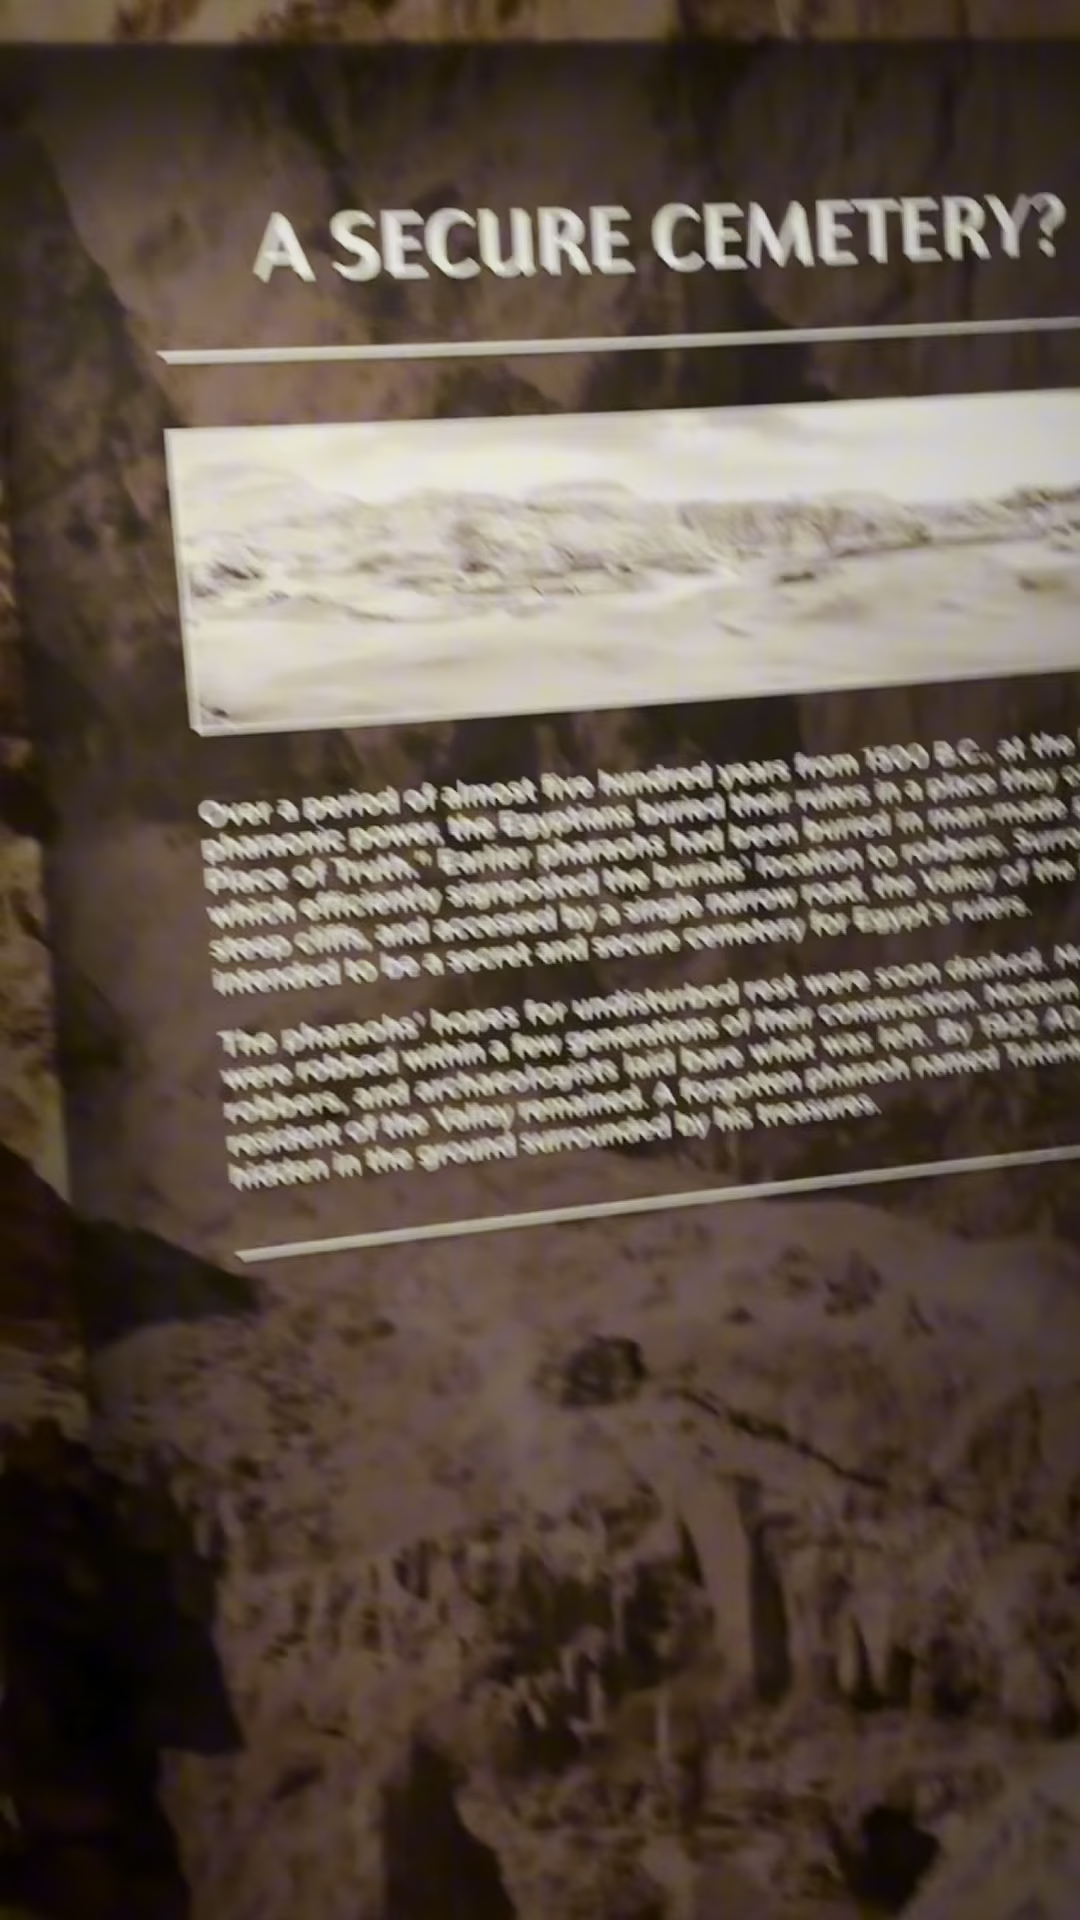 A SECURE CEMETERY?
Over a period of almost five hundred years from 1500 B.C., at the
pharaonic power, the Egyptians buried their rulers in a place they
Place of Truth." Earlier pharaohs had been buried in man-made
which efficiently signposted the burials' location to robbers.
steep cliffs, and accessed by a single narrow road, the Valley of the
intended to be a secret and secure cemetery for Egypt's rulers.
The pharaohs' hopes for undisturbed rest were soon dashed.
were robbed within a few generations of their construction.
robbers, and archaeologists laid bare what was left. By 1922
resident of the Valley remained. A forgotten pharaoh named
hidden in the ground surrounded by his treasures.